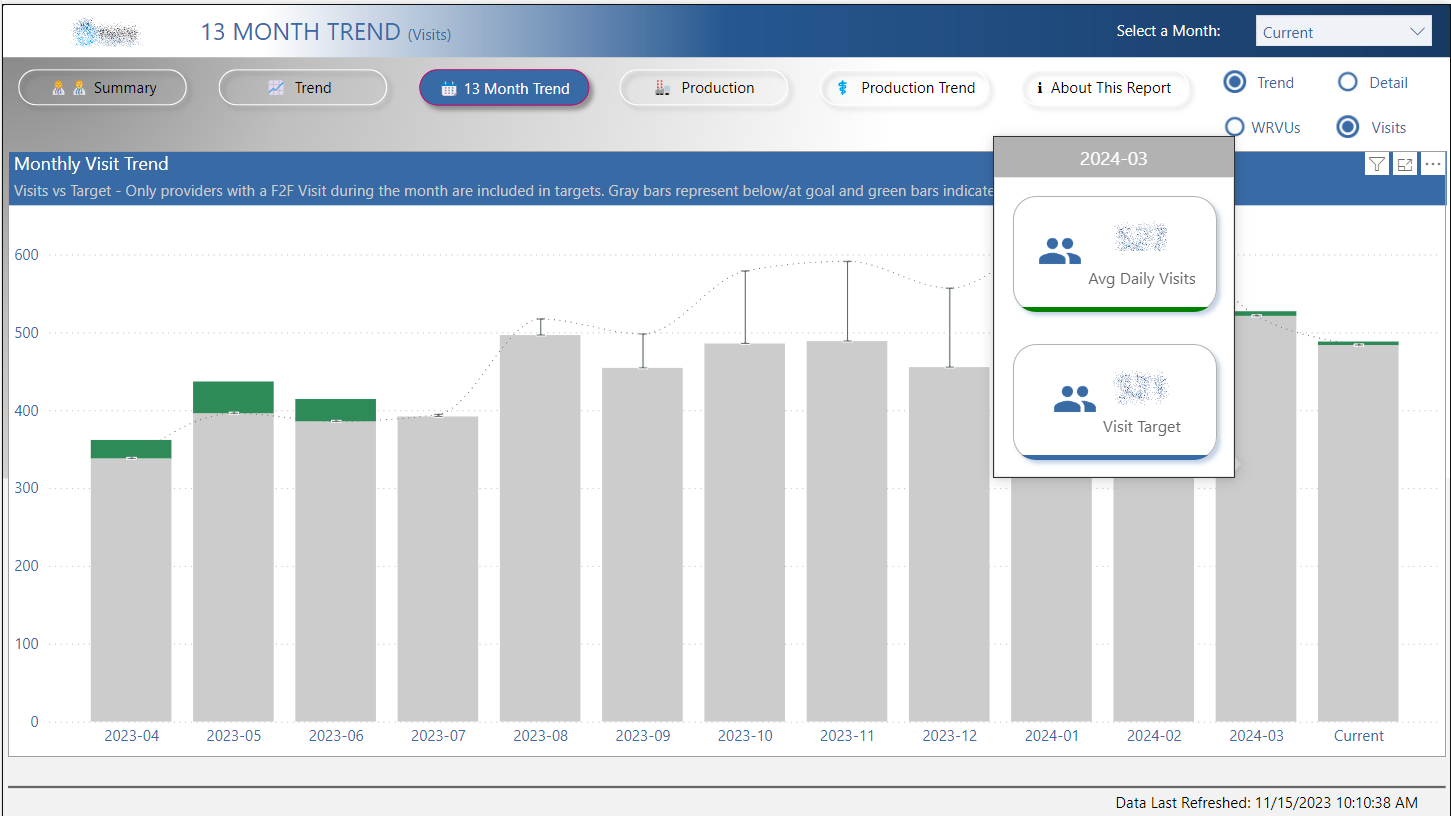 13 MONTH TREND (Visits)
Select a Month:
Current
Summary
Trend
13 Month Trend
Production
Production Trend
About This Report
Trend
Detail
WRVUs
Visits
Monthly Visit Trend
Visits vs Target - Only providers with a F2F Visit during the month are included in targets. Gray bars represent below/at goal and green bars indicate
2024-03
Avg Daily Visits
Visit Target
600
500
400
300
200
100
0
2023-04
2023-05
2023-06
2023-07
2023-08
2023-09
2023-10
2023-11
2023-12
2024-01
2024-02
2024-03
Current
Data Last Refreshed: 11/15/2023 10:10:38 AM